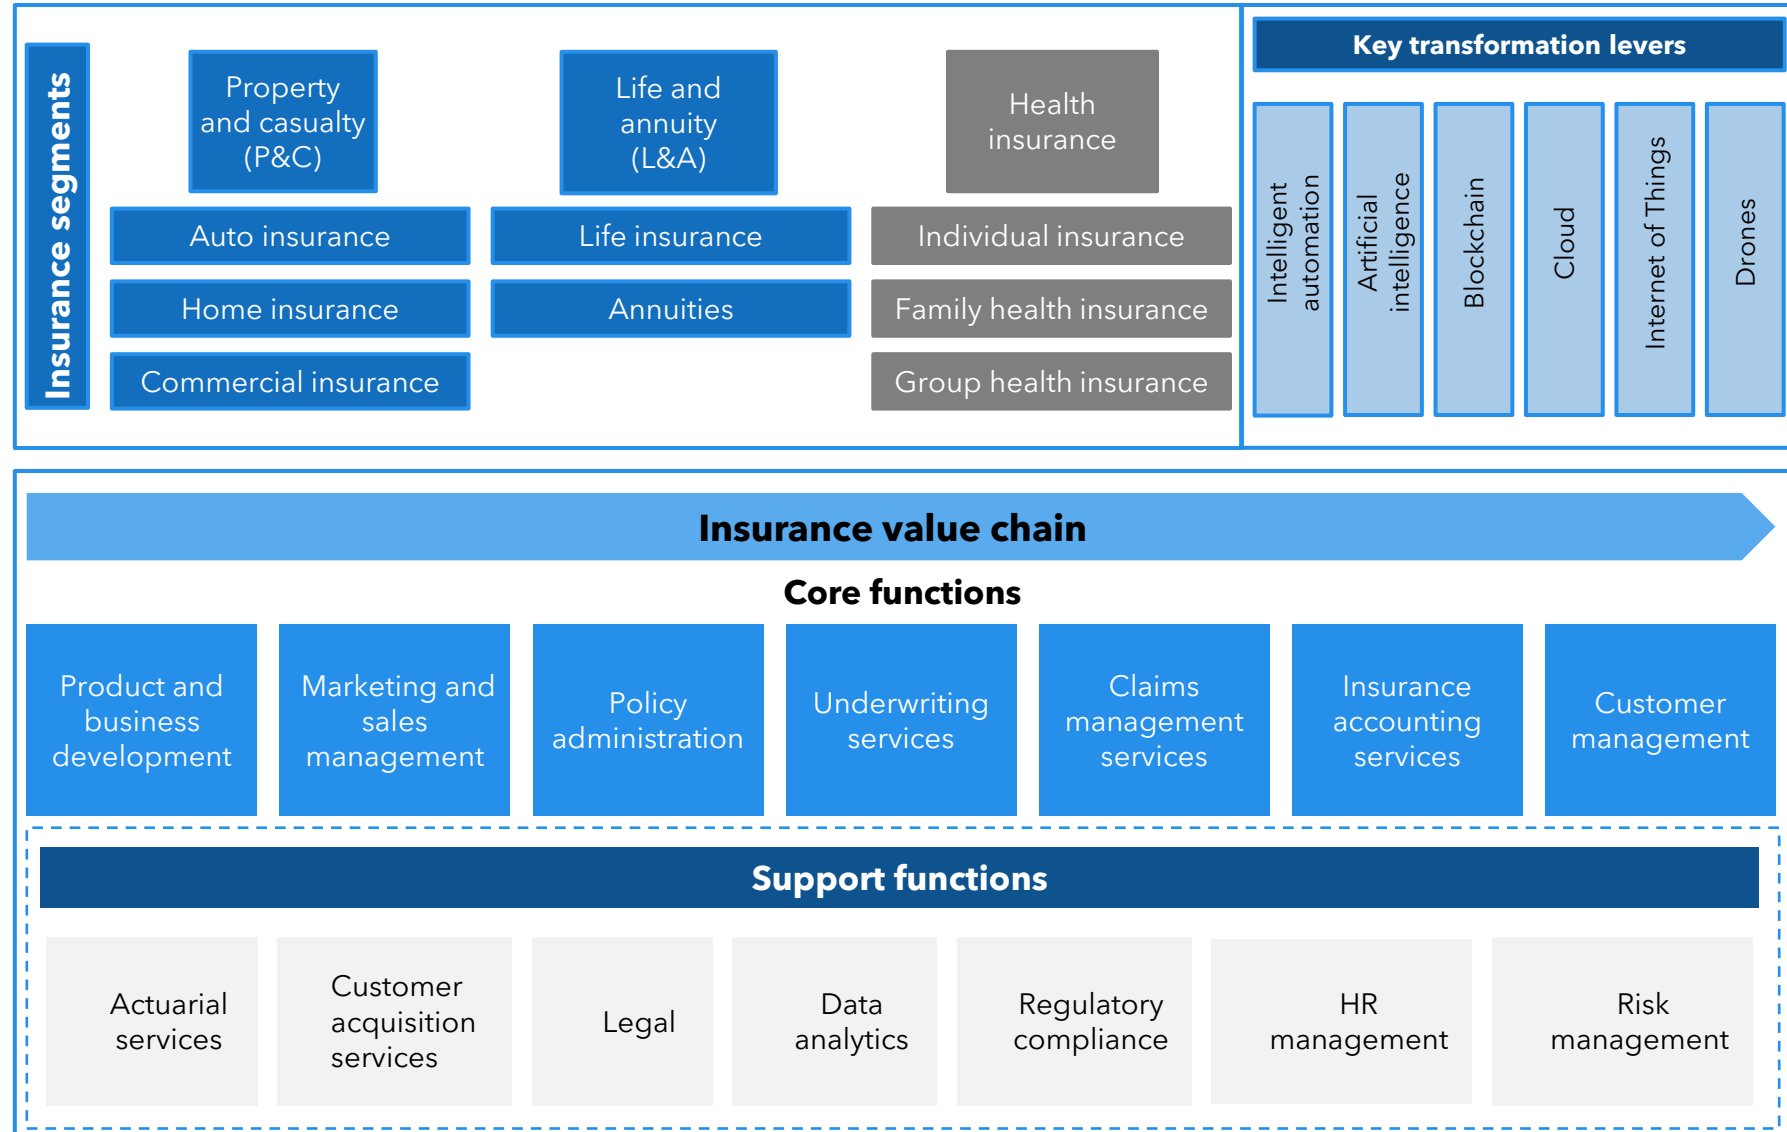 Insurance segments
Property
and casualty
(P&C)
Auto insurance
Home insurance
Commercial insurance
Life and
annuity
(L&A)
Life insurance
Annuities
Health
insurance
Individual insurance
Family health insurance
Group health insurance
Key transformation levers
Intelligent
automation
Artificial
intelligence
Blockchain
Cloud
Internet of Things
Drones
Insurance value chain
Core functions
Product and
business
development
Marketing and
sales
management
Policy
administration
Underwriting
services
Claims
management
services
Insurance
accounting
services
Customer
management
Support functions
Actuarial
services
Customer
acquisition
services
Legal
Data
analytics
Regulatory
compliance
HR
management
Risk
management